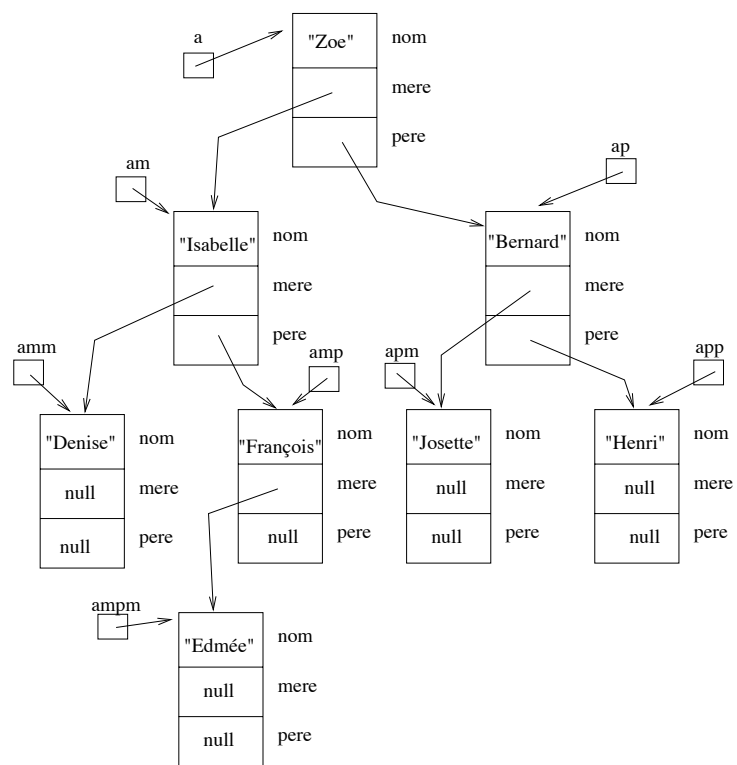 a
"Zoe" nom
mere
pere
am
ap
"Isabelle" nom
mere
pere
"Bernard" nom
mere
pere
amm
amp
apm
app
"Denise" nom
null mere
null pere
"François" nom
mere
null pere
"Josette" nom
null mere
null pere
"Henri" nom
null mere
null pere
ampm
"Edmée" nom
null mere
null pere